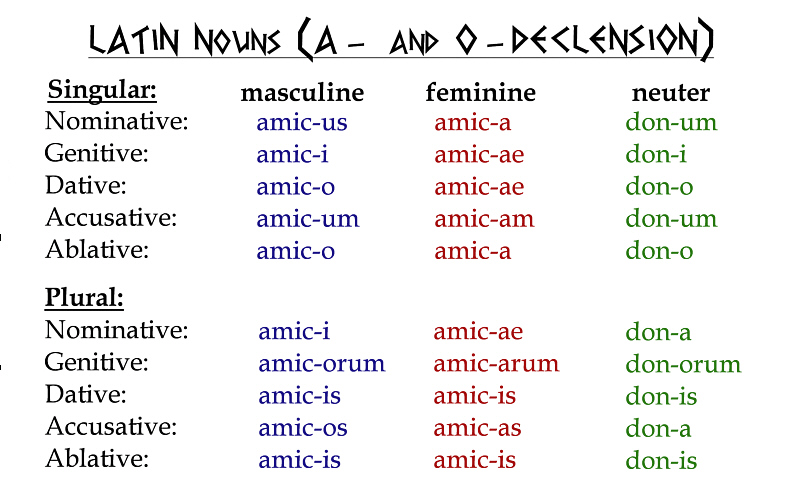 LATIN NOUNS (A - AND O - DECLENSION)
Singular: masculine feminine neuter
Nominative: amic-us amic-a don-um
Genitive: amic-i amic-ae don-i
Dative: amic-o amic-ae don-o
Accusative: amic-um amic-am don-um
Ablative: amic-o amic-a don-o
Plural:
Nominative: amic-i amic-ae don-a
Genitive: amic-orum amic-arum don-orum
Dative: amic-is amic-is don-is
Accusative: amic-os amic-as don-a
Ablative: amic-is amic-is don-is